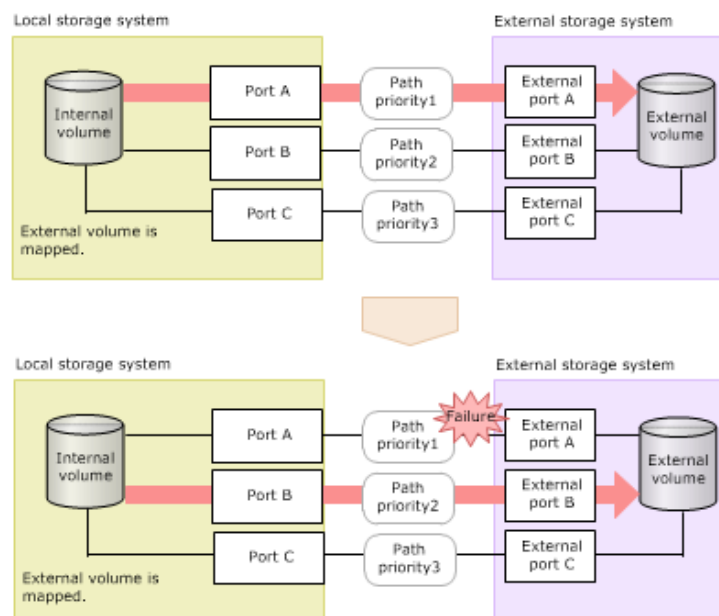 Local storage system
External storage system
Internal
volume
Port A
Path
priority1
External
port A
External
volume
Port B
Path
priority2
External
port B
Port C
Path
priority3
External
port C
External volume is
mapped.
Local storage system
External storage system
Internal
volume
Port A
Path
priority1
Failure
External
port A
External
volume
Port B
Path
priority2
External
port B
Port C
Path
priority3
External
port C
External volume is
mapped.